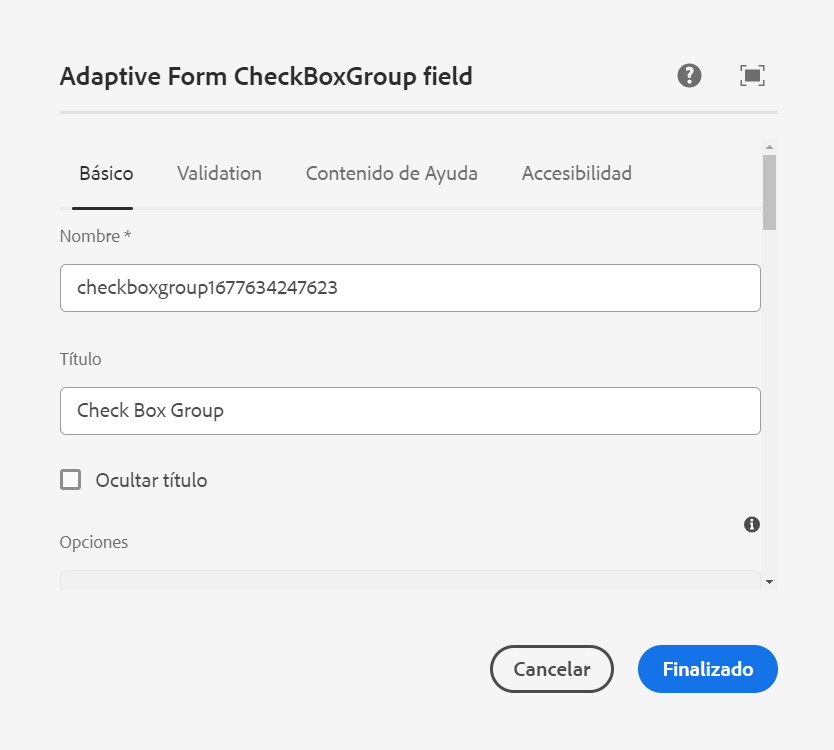 Adaptive Form CheckBoxGroup field
Básico Validation Contenido de Ayuda Accesibilidad
Nombre *
checkboxgroup1677634247623
Título
Check Box Group
Ocultar título
Opciones
Cancelar Finalizado